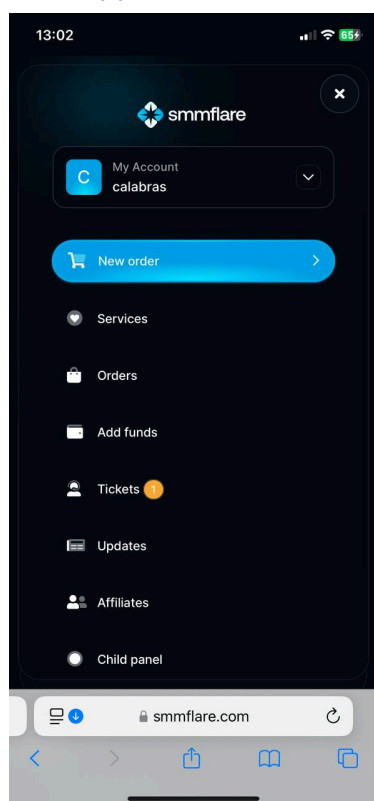 13:02
65
smmflare
My Account
C
calabras
New order
Services
Orders
Add funds
Tickets 1
Updates
Affiliates
Child panel
smmflare.com